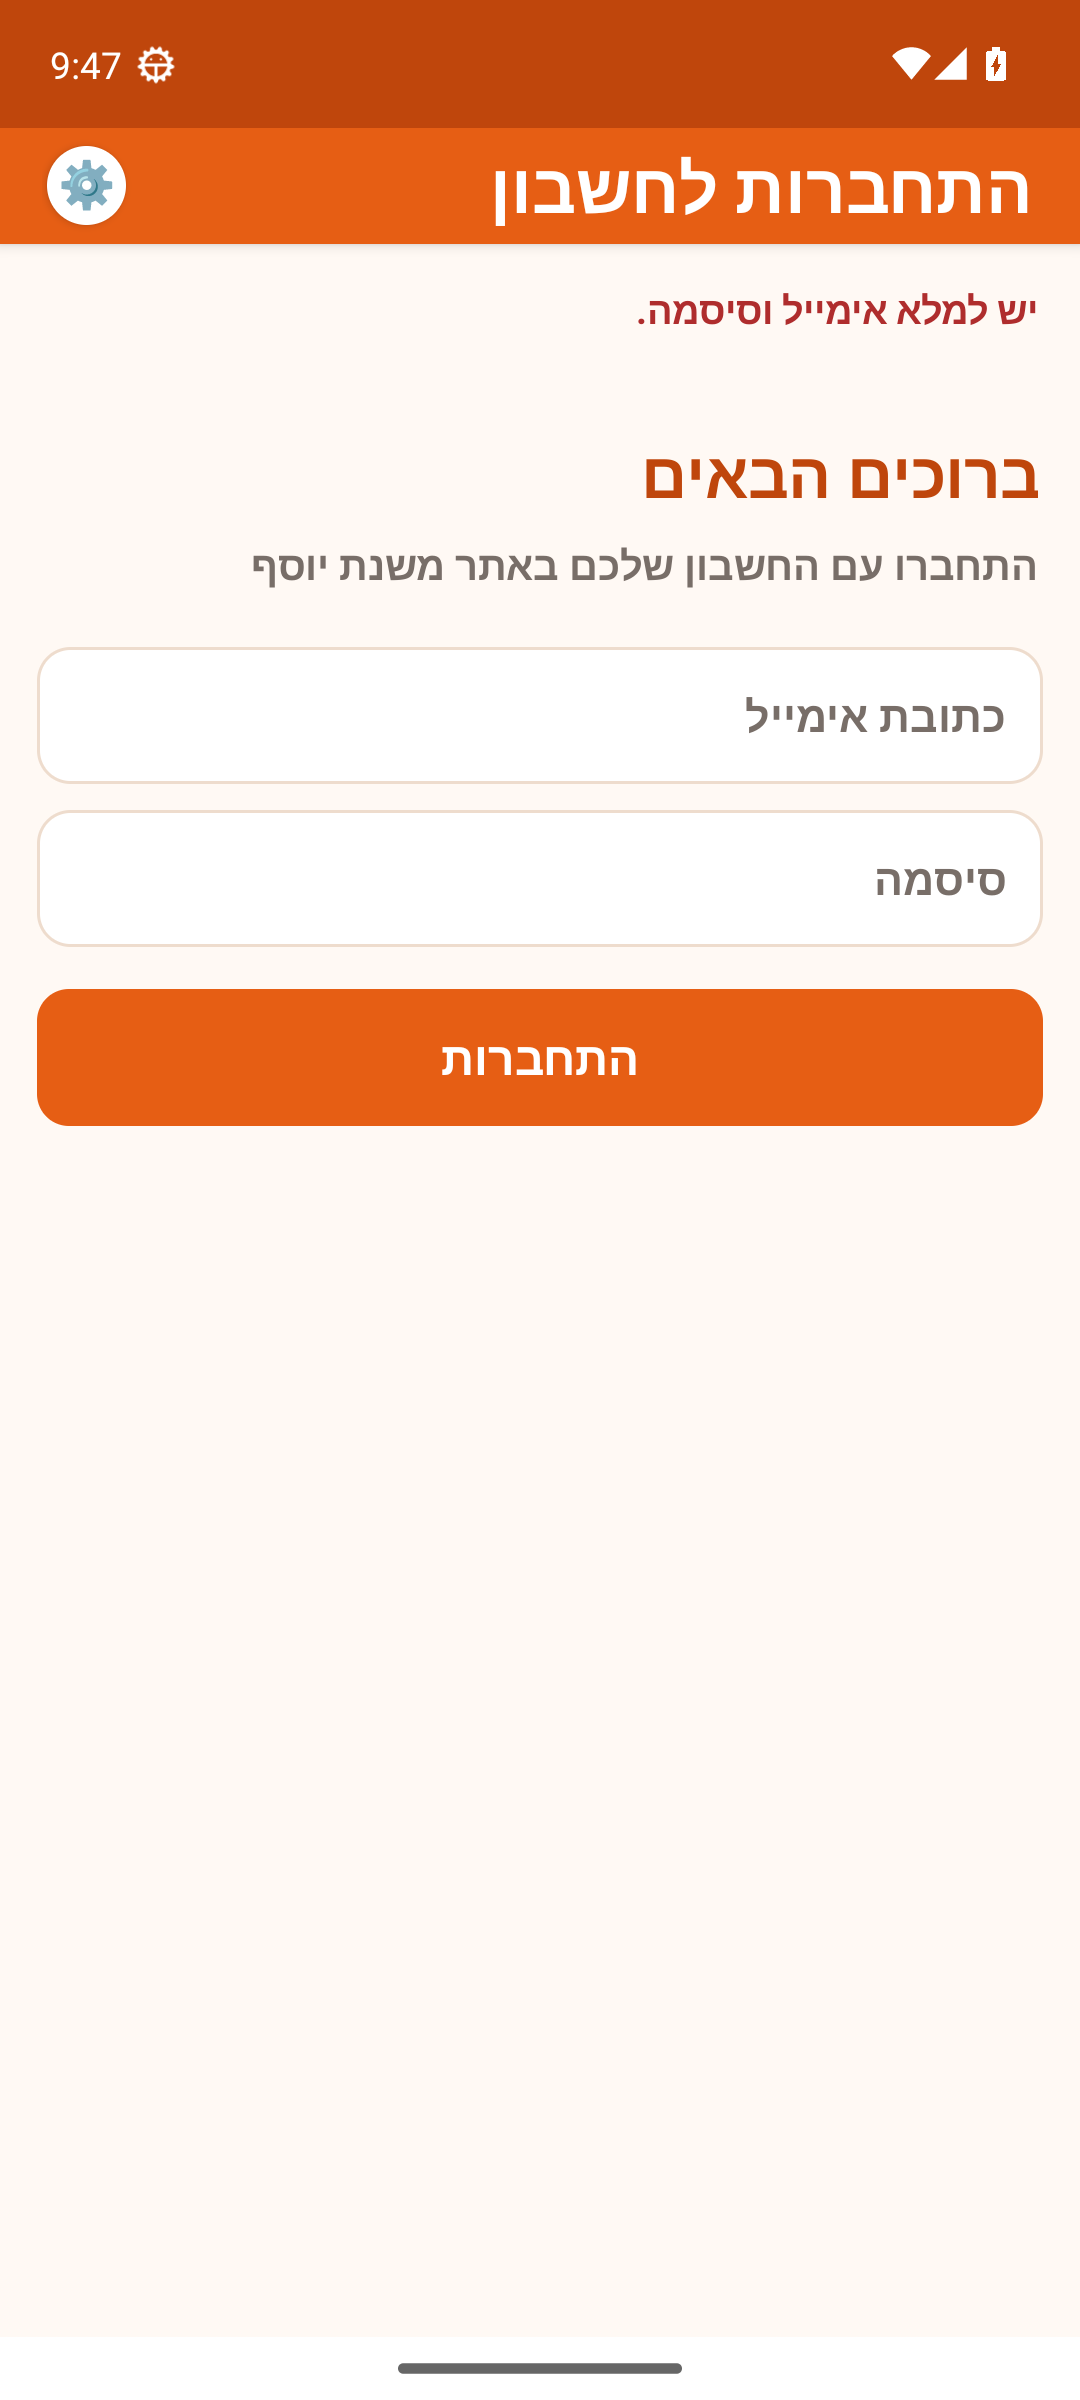 9:47
התחברות לחשבון
יש למלא אימייל וסיסמה.
ברוכים הבאים
התחברו עם החשבון שלכם באתר משנת יוסף
כתובת אימייל
סיסמה
התחברות